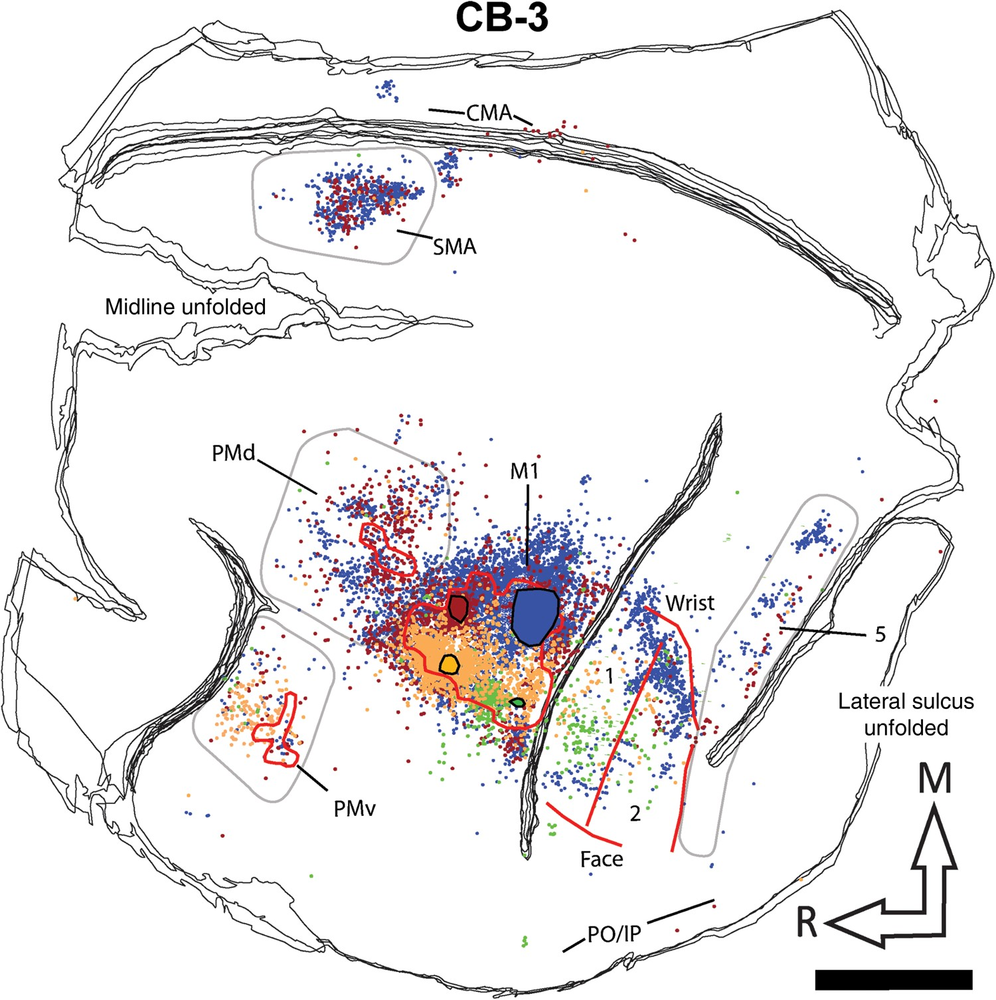 CB-3
CMA
SMA
Midline unfolded
PMd
M1
Wrist
5
1
Lateral sulcus
unfolded
M
PMv
2
Face
R
PO/IP